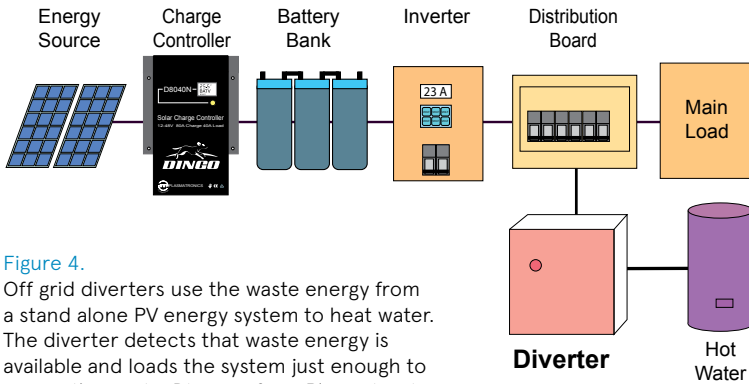 Energy Source
Charge Controller
Battery Bank
Inverter
Distribution Board
D8040N
BATV
Solar Charge Controller
DINGO
PLASMATRONICS
23 A
Main Load
Figure 4.
Off grid diverters use the waste energy from
a stand alone PV energy system to heat water.
The diverter detects that waste energy is
available and loads the system just enough to
Diverter
Hot
Water